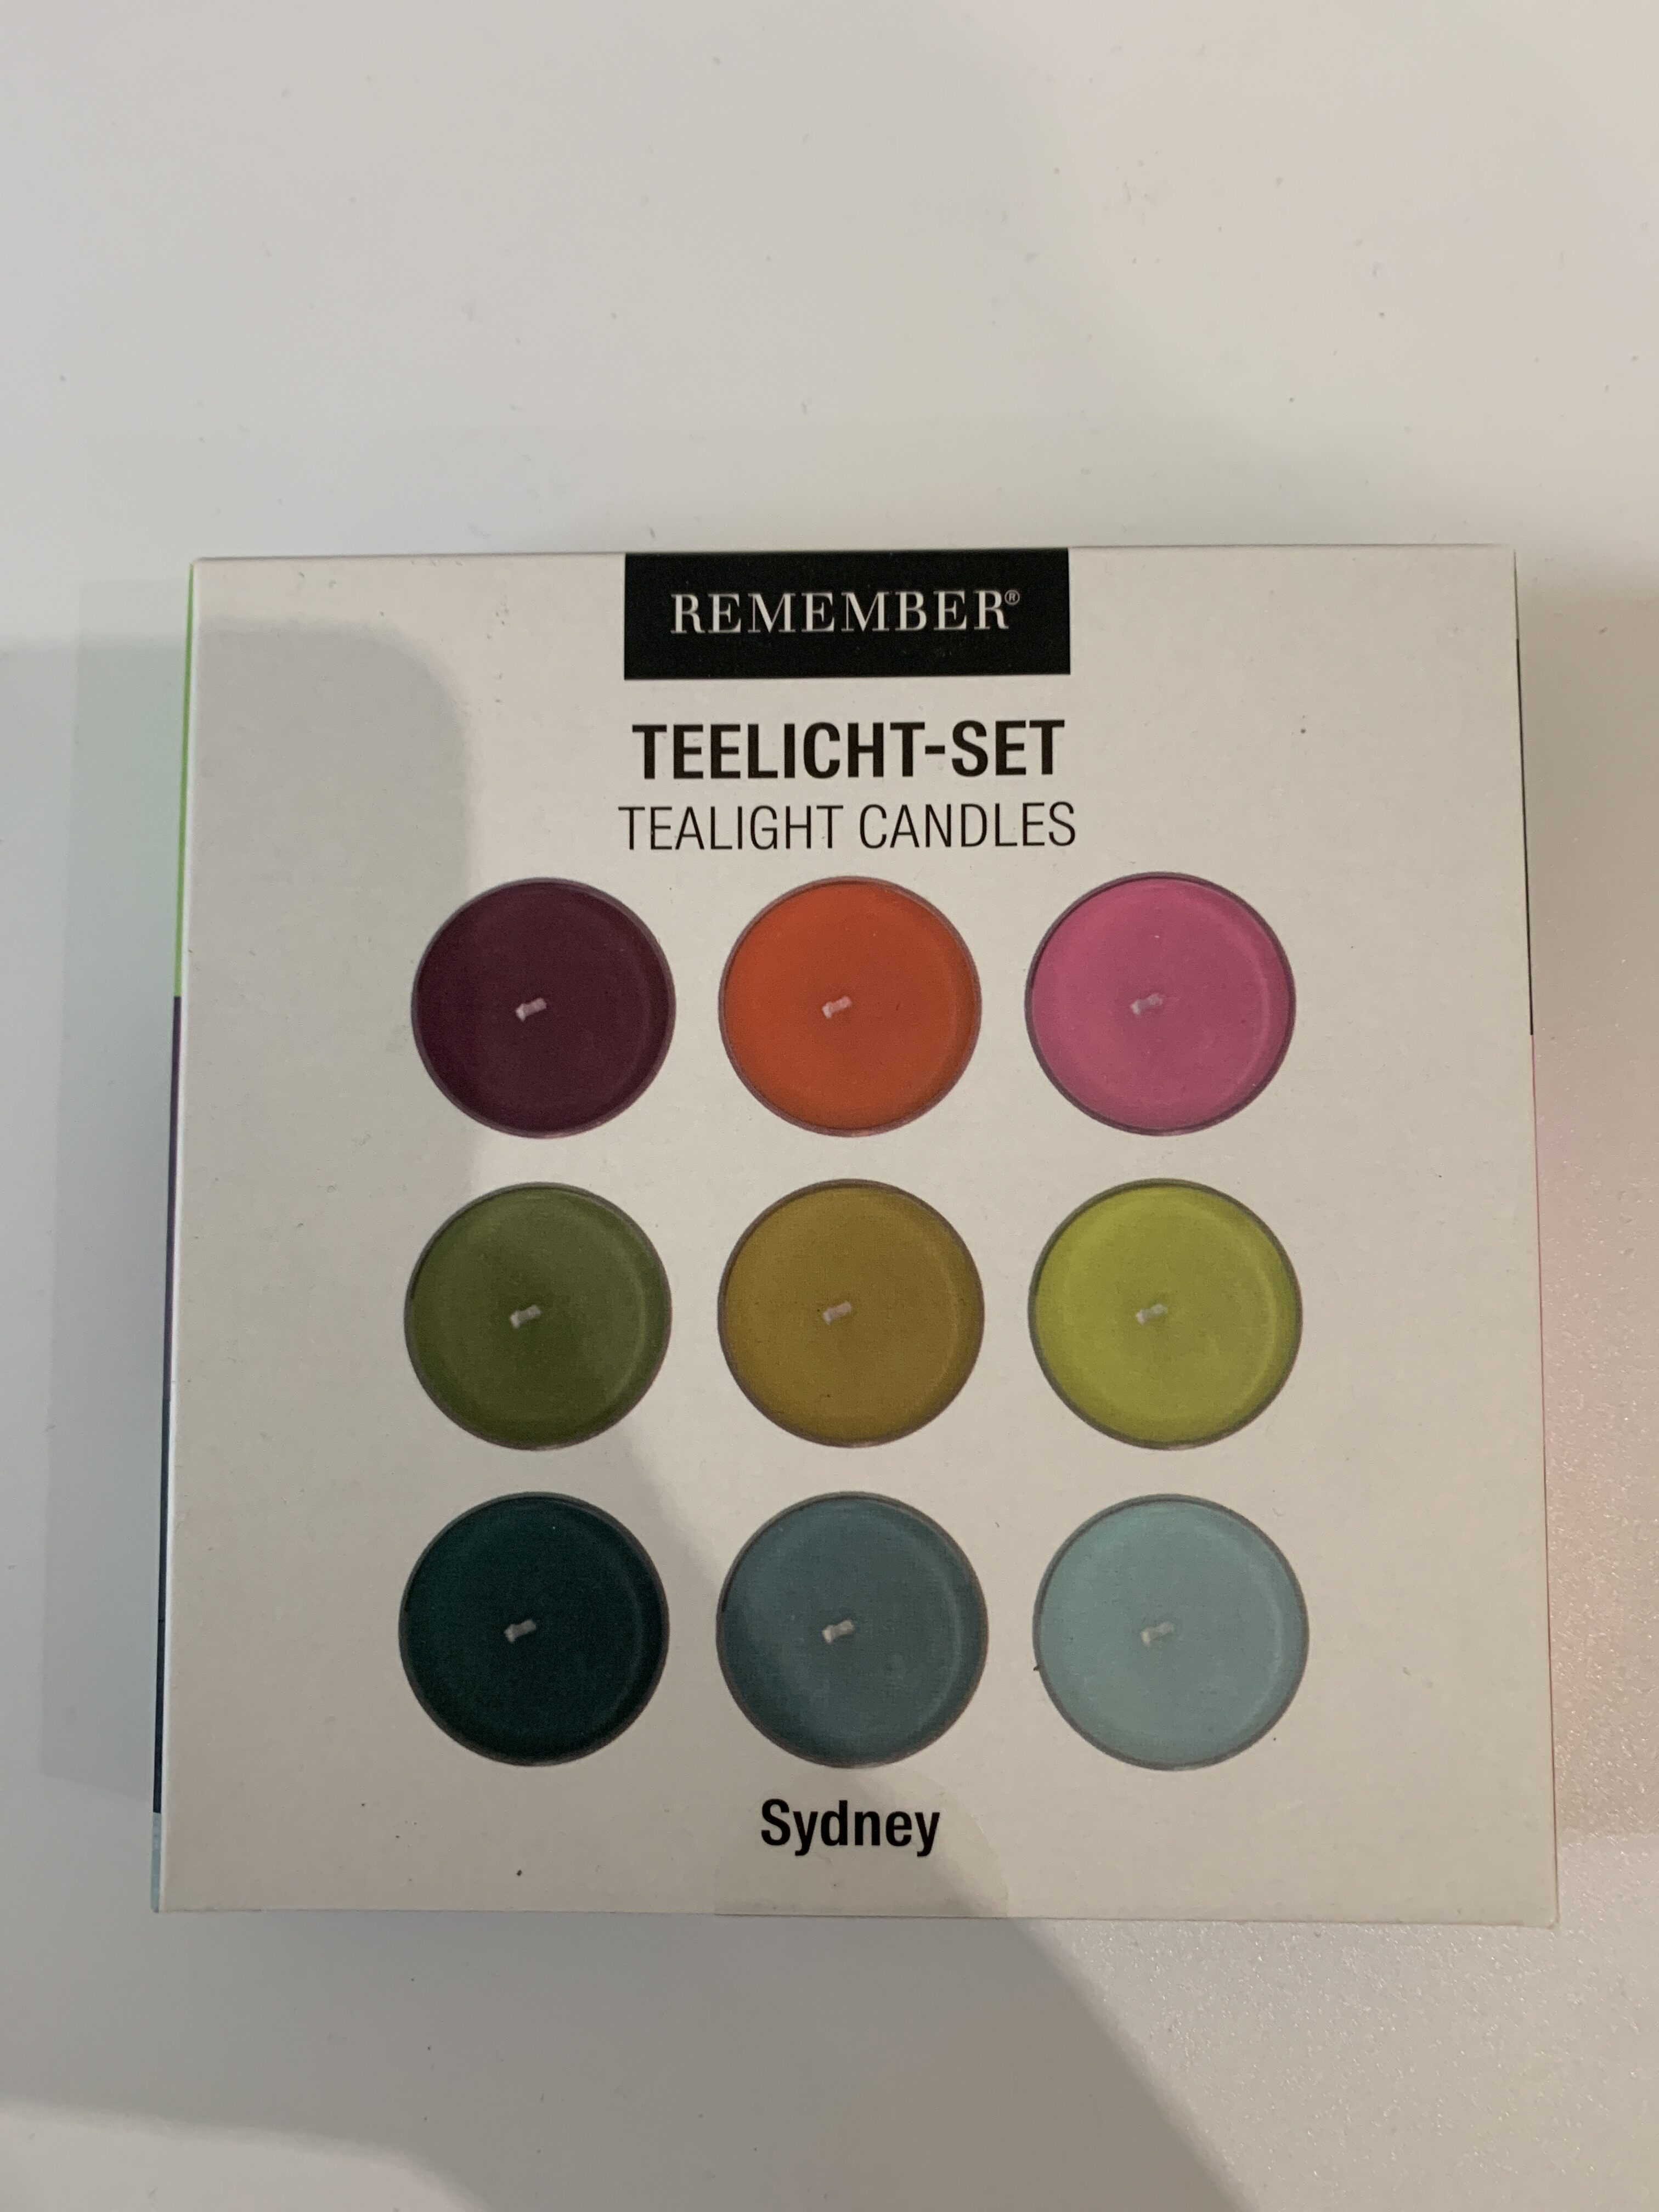 REMEMBER®
TEELICHT-SET
TEALIGHT CANDLES
Sydney